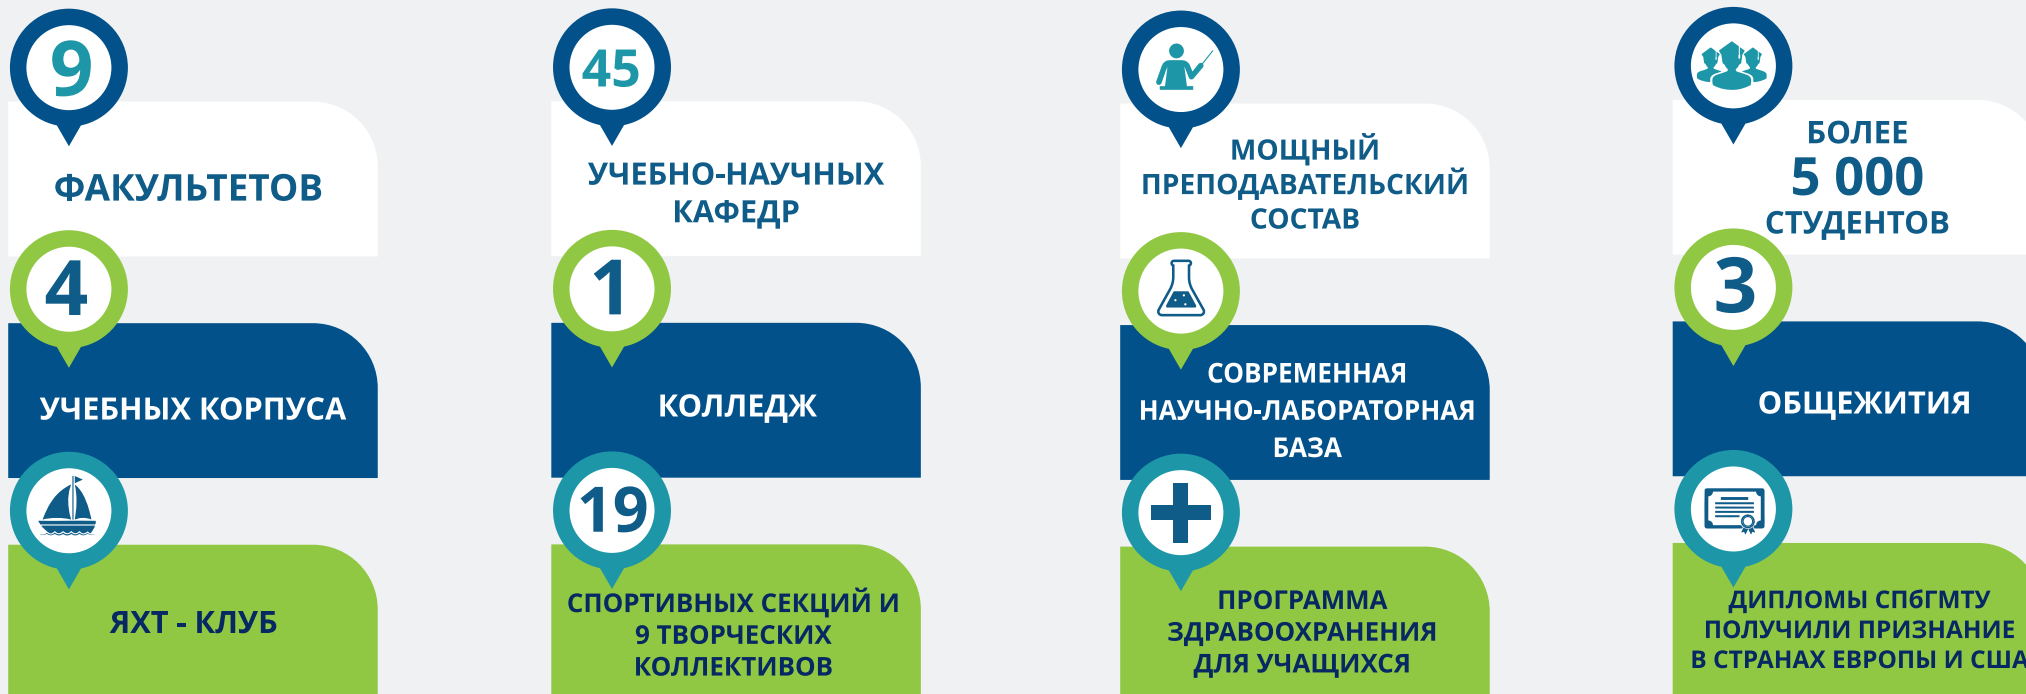 9
ФАКУЛЬТЕТОВ
45
УЧЕБНО-НАУЧНЫХ
КАФЕДР
МОЩНЫЙ
ПРЕПОДАВАТЕЛЬСКИЙ
СОСТАВ
БОЛЕЕ
5 000
СТУДЕНТОВ
4
УЧЕБНЫХ КОРПУСА
1
КОЛЛЕДЖ
СОВРЕМЕННАЯ
НАУЧНО-ЛАБОРАТОРНАЯ
БАЗА
3
ОБЩЕЖИТИЯ
ЯХТ - КЛУБ
19
СПОРТИВНЫХ СЕКЦИЙ И
9 ТВОРЧЕСКИХ
КОЛЛЕКТИВОВ
ПРОГРАММА
ЗДРАВООХРАНЕНИЯ
ДЛЯ УЧАЩИХСЯ
ДИПЛОМЫ СПбГМТУ
ПОЛУЧИЛИ ПРИЗНАНИЕ
В СТРАНАХ ЕВРОПЫ И США